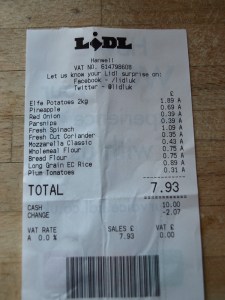 LIDL
Hanwell
VAT NO. 614798609
Let us know your Lidl surprise on:
Facebook - /lidluk
Twitter - @lidluk
£
Elfe Potatoes 2kg 1.89 A
Pineapple 0.69 A
Red Onion 0.39 A
Parsnips 0.39 A
Fresh Spinach 1.09 A
Fresh Cut Coriander 0.35 A
Mozzarella Classic 0.43 A
Wholemeal Flour 0.75 A
Bread Flour 0.75 A
Long Grain EC Rice 0.89 A
Plum Tomatoes 0.31 A
TOTAL 7.93
CASH 10.00
CHANGE -2.07
VAT RATE SALES £ VAT £
A 0.0 % 7.93 0.00